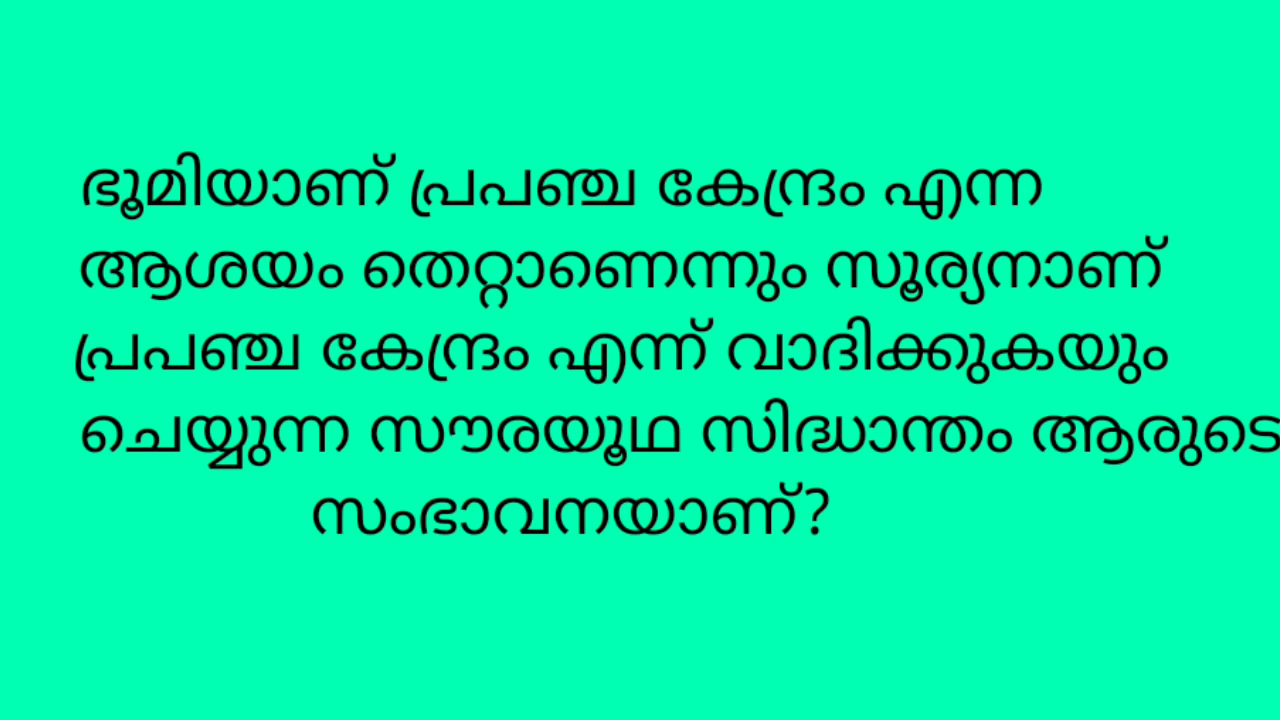 ഭൂമിയാണ് പ്രപഞ്ച കേന്ദ്രം എന്ന
ആശയം തെറ്റാണെന്നും സൂര്യനാണ്
പ്രപഞ്ച കേന്ദ്രം എന്ന് വാദിക്കുകയും
ചെയ്യുന്ന സൗരയൂഥ സിദ്ധാന്തം ആരുടെ
സംഭാവനയാണ്?